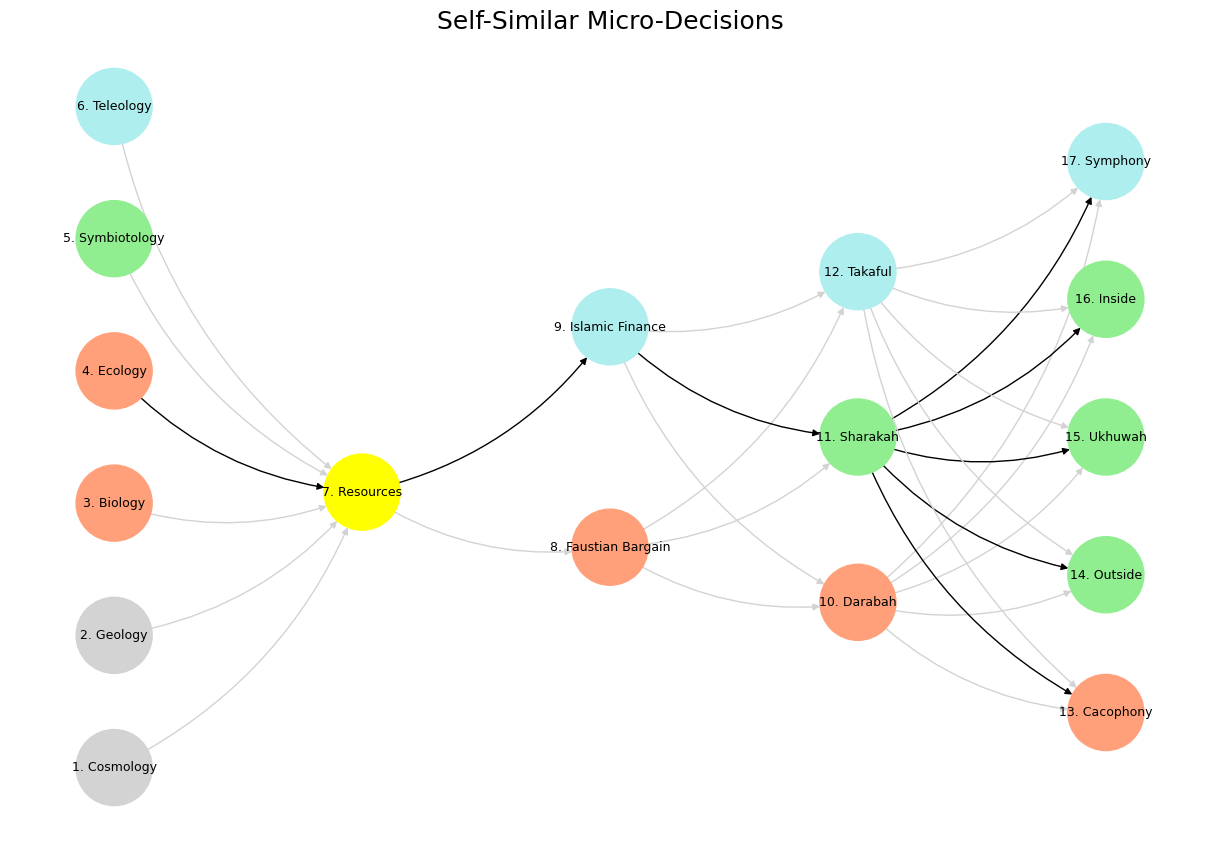 Self-Similar Micro-Decisions
6. Teleology
5. Symbiotology
4. Ecology
3. Biology
2. Geology
1. Cosmology
7. Resources
9. Islamic Finance
8. Faustian Bargain
12. Takaful
11. Sharakah
10. Darabah
17. Symphony
16. Inside
15. Ukhuwah
14. Outside
13. Cacophony